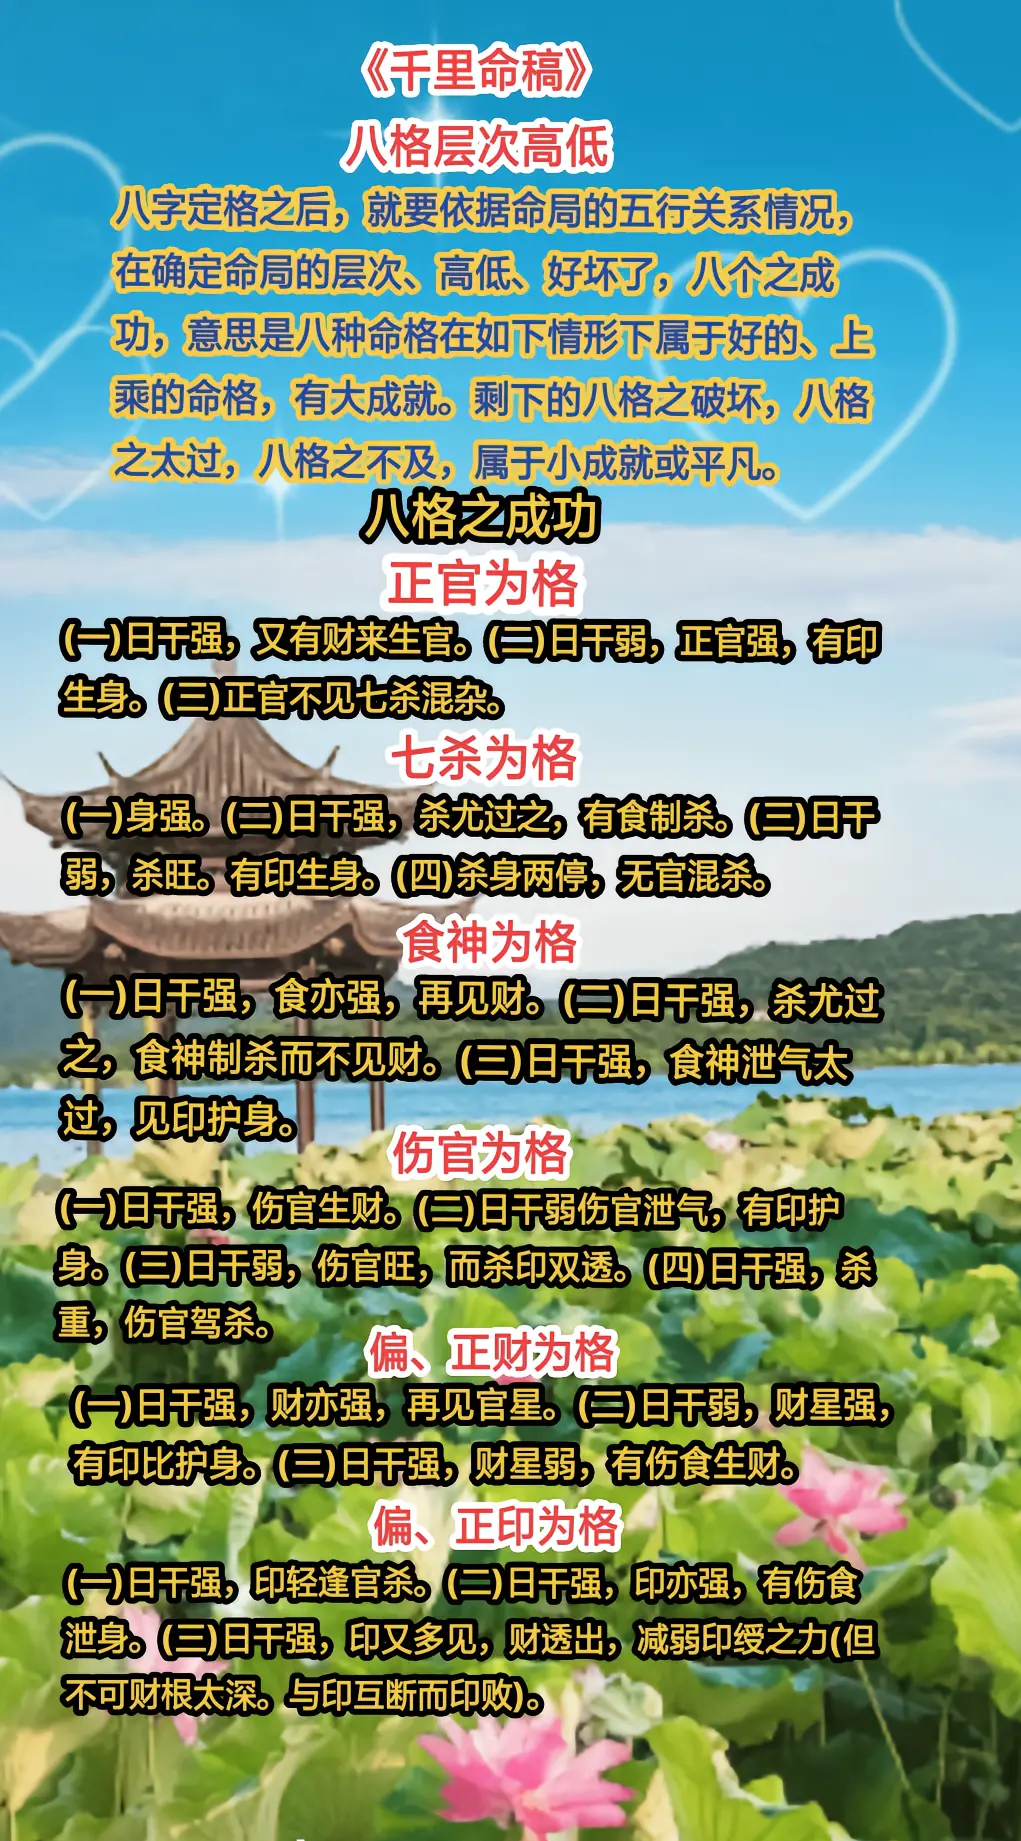 《千里命稿》
八格层次高低
八字定格之后，就要依据命局的五行关系情况，
在确定命局的层次、高低、好坏了，八个之成
功，意思是八种命格在如下情形下属于好的、上
乘的命格，有大成就。剩下的八格之破坏，八格
之太过，八格之不及，属于小成就或平凡。
八格之成功
正官为格
(一)日干强，又有财来生官。(二)日干弱，正官强，有印
生身。(三)正官不见七杀混杂。
七杀为格
(一)身强。(二)日干强，杀尤过之，有食制杀。(三)日干
弱，杀旺。有印生身。(四)杀身两停，无官混杀。
食神为格
(一)日干强，食亦强，再见财。(二)日干强，杀尤过
之，食神制杀而不见财。(三)日干强，食神泄气太
过，见印护身。
伤官为格
(一)日干强，伤官生财。(二)日干弱伤官泄气，有印护
身。(三)日干弱，伤官旺，而杀印双透。(四)日干强，杀
重，伤官驾杀。
偏、正财为格
(一)日干强，财亦强，再见官星。(二)日干弱，财星强，
有印比护身。(三)日干强，财星弱，有伤食生财。
偏、正印为格
(一)日干强，印轻逢官杀。(二)日干强，印亦强，有伤食
泄身。(三)日干强，印又多见，财透出，减弱印绶之力(但
不可财根太深。与印互断而印败)。